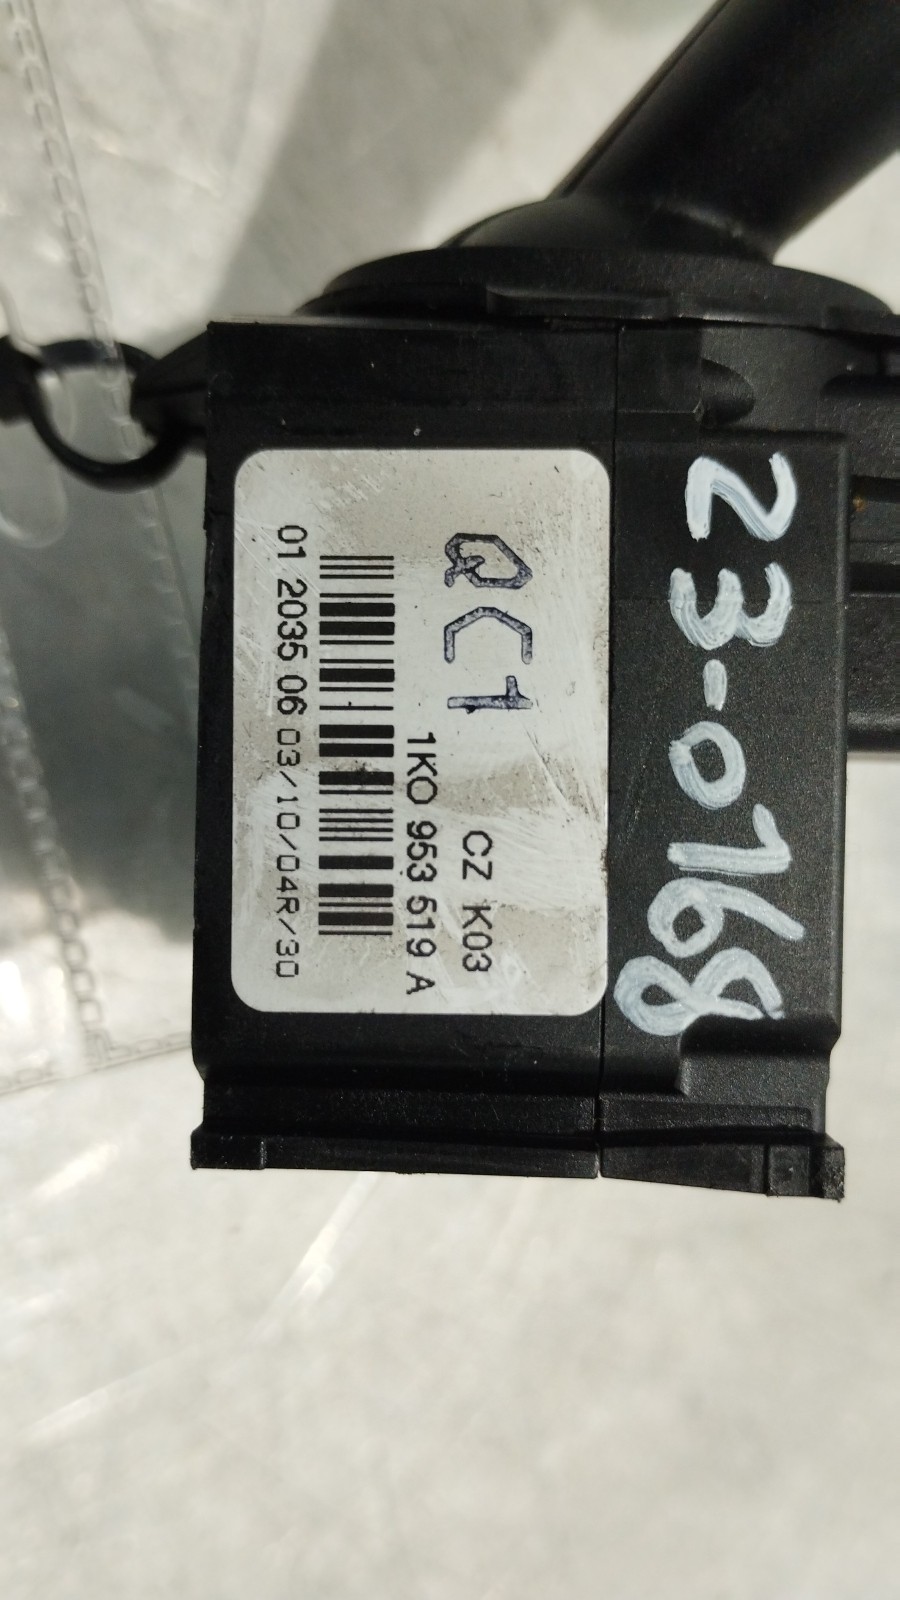 23-0168
QC1
CZ K03
1K0 953 519 A
01 2035 06 03/10/04R/30